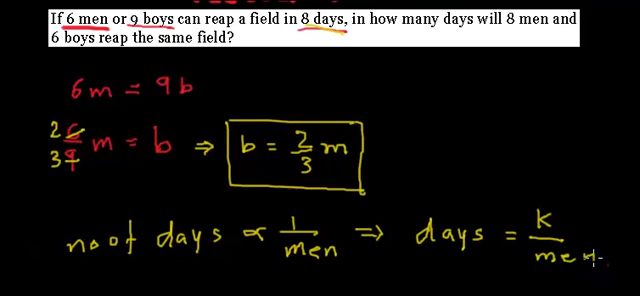 If 6 men or 9 boys can reap a field in 8 days, in how many days will 8 men and
6 boys reap the same field?
6m = 9b
2 6/9 3 m = b ⇒ b = 2/3 m
no of days ∝ 1/men ⇒ days = k/men